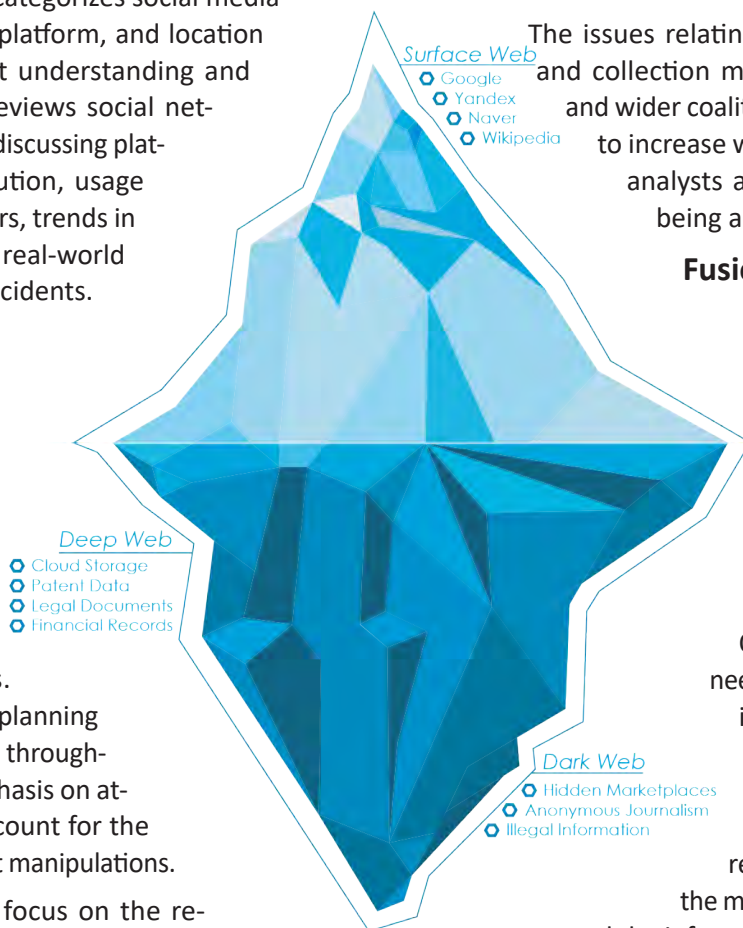 categorizes social media
platform, and location
t understanding and
eviews social net-
discussing plat-
ution, usage
rs, trends in
real-world
cidents.
Surface Web
Google
Yandex
Naver
Wikipedia
The issues relatin
and collection m
and wider coalit
to increase w
analysts a
being a
Fusio
Deep Web
Cloud Storage
Patent Data
Legal Documents
Financial Records
s.
planning
through-
hasis on at-
count for the
t manipulations.
focus on the re-
Dark Web
Hidden Marketplaces
Anonymous Journalism
Illegal Information
nee
i
re
the m